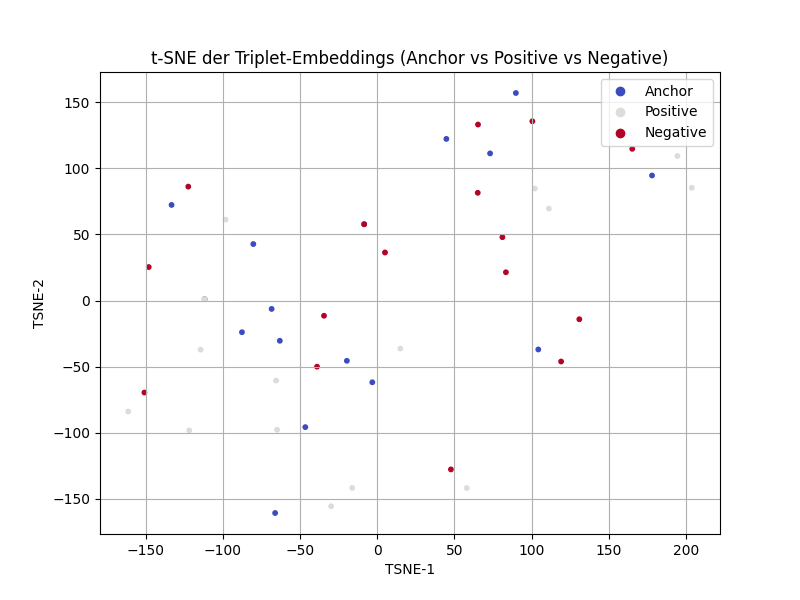 t-SNE der Triplet-Embeddings (Anchor vs Positive vs Negative)
Anchor
Positive
Negative
150
100
50
0
−50
−100
−150
TSNE-2
−150 −100 −50 0 50 100 150 200
TSNE-1